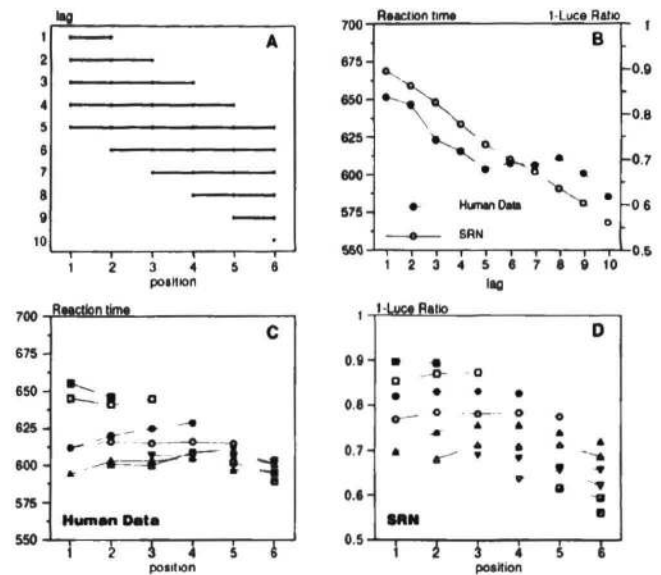 lag
A
1
2
3
4
5
6
7
8
9
10
1 2 3 4 5 6
position
Reaction time 1-Luce Ratio
B
700 1
675 0.9
650
0.8
625
0.7
600
0.6
575
550 0.5
Human Data
SRN
1 2 3 4 5 6 7 8 9 10
lag
Reaction time
C
700
675
650
625
600
575
550
Human Data
1 2 3 4 5 6
position
1-Luce Ratio
D
1
0.9
0.8
0.7
0.6
0.5
SRN
1 2 3 4 5 6
position